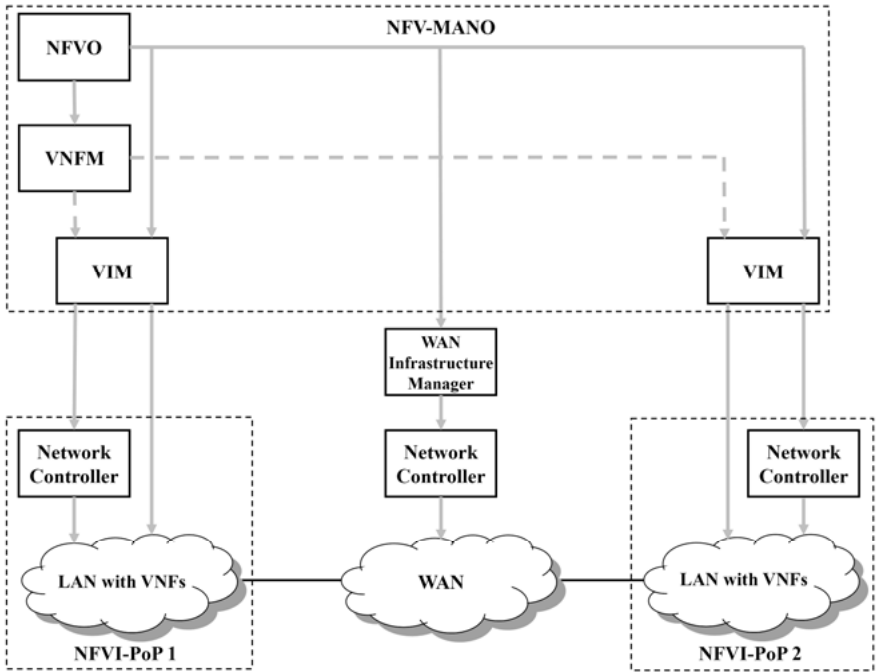 NFV-MANO
NFVO
VNFM
VIM
VIM
WAN
Infrastructure
Manager
Network
Controller
Network
Controller
Network
Controller
LAN with VNFs
WAN
LAN with VNFs
NFVI-PoP 1
NFVI-PoP 2